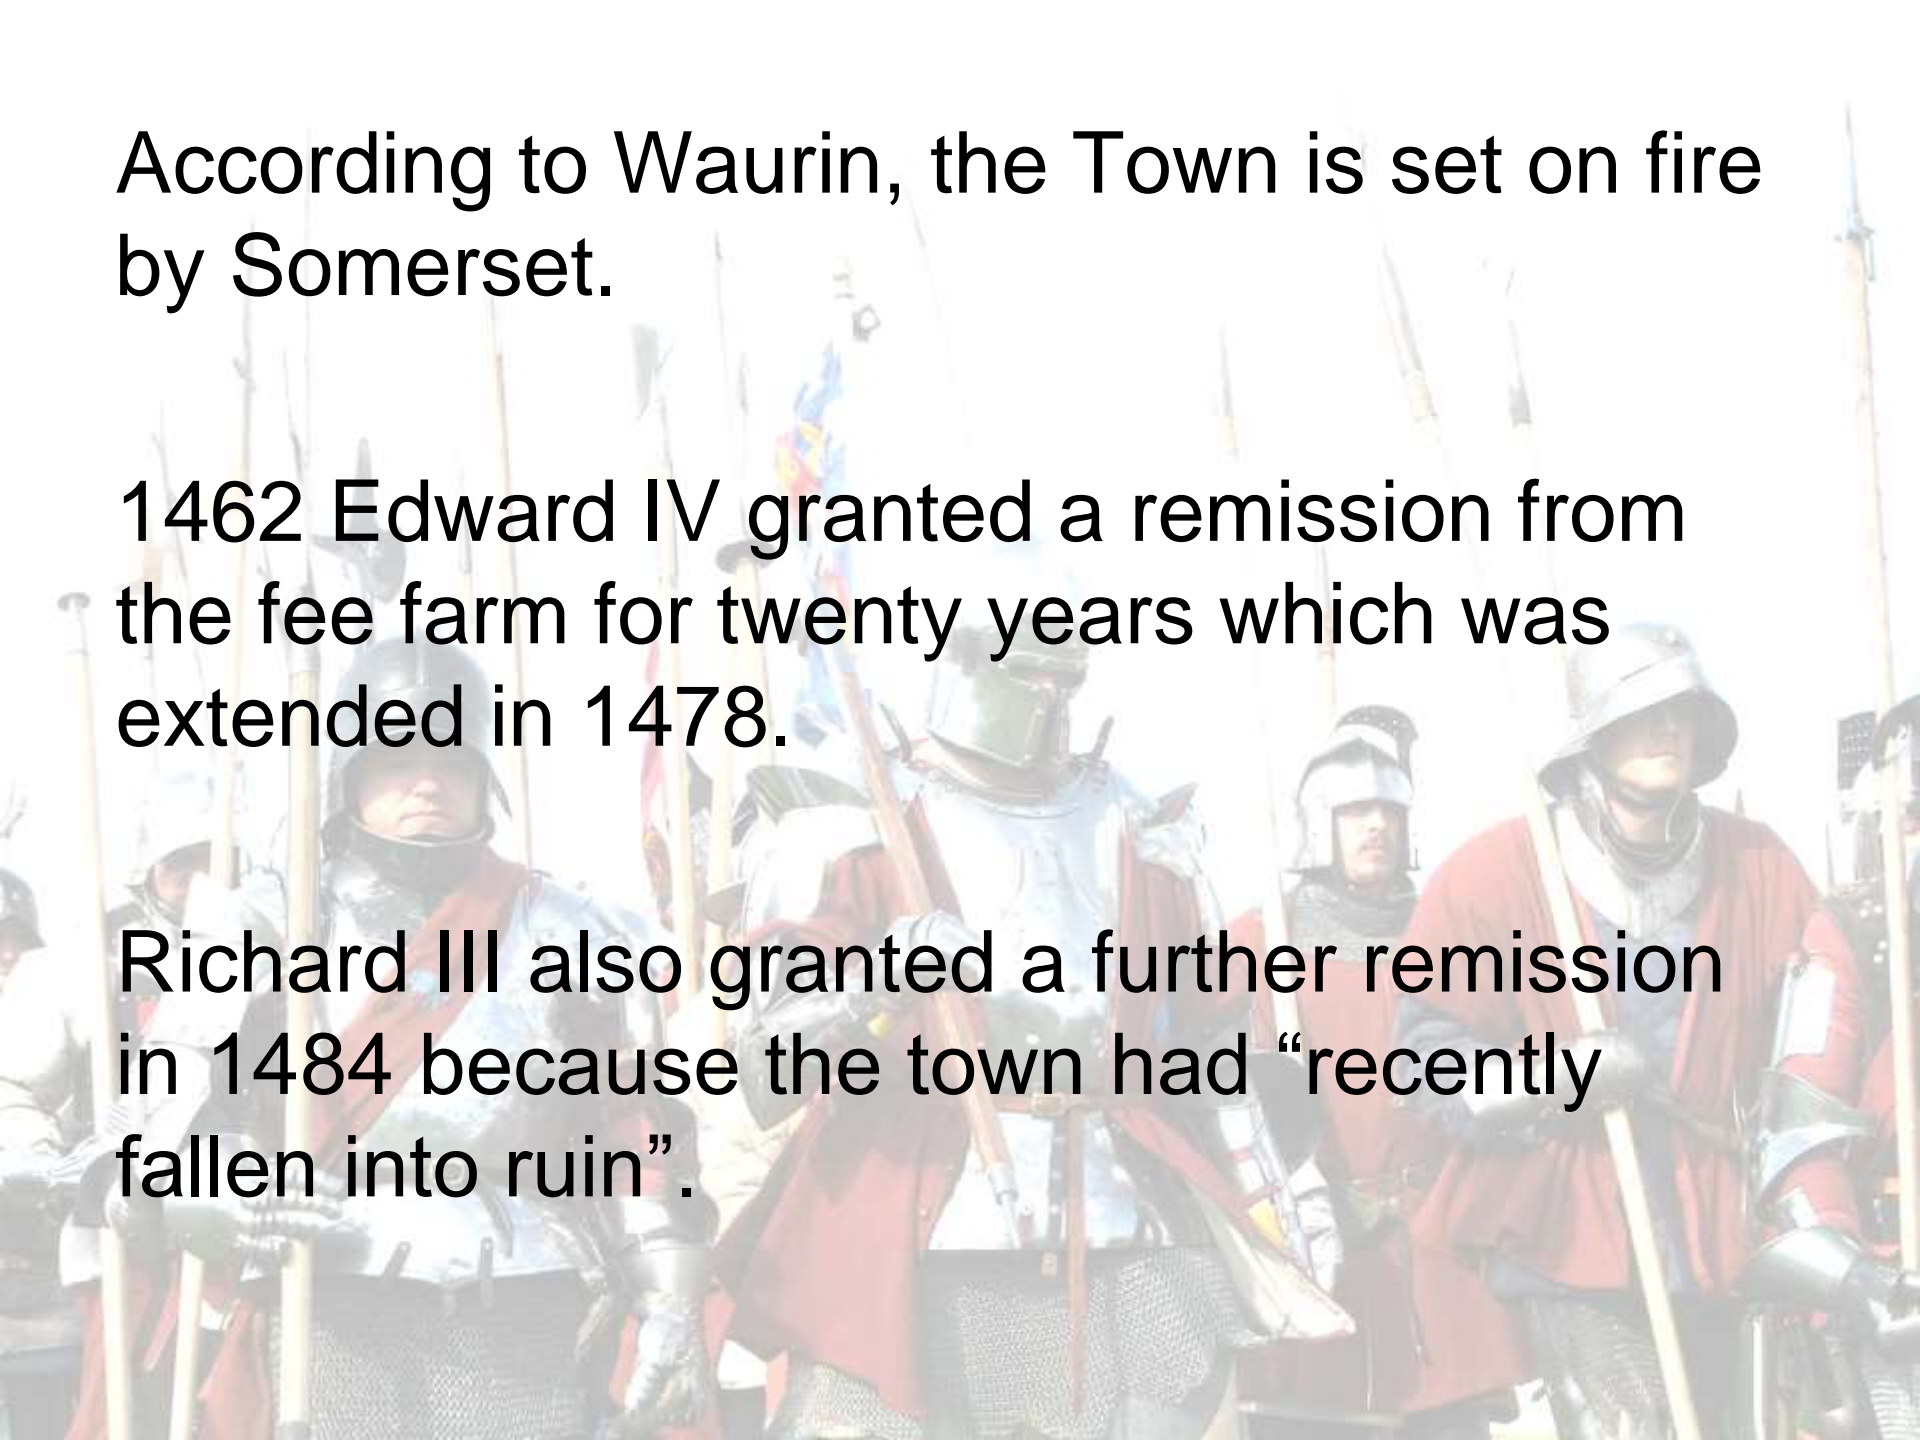 According to Waurin, the Town is set on fire
by Somerset.
1462 Edward IV granted a remission from
the fee farm for twenty years which was
extended in 1478.
Richard III also granted a further remission
in 1484 because the town had “recently
fallen into ruin”.